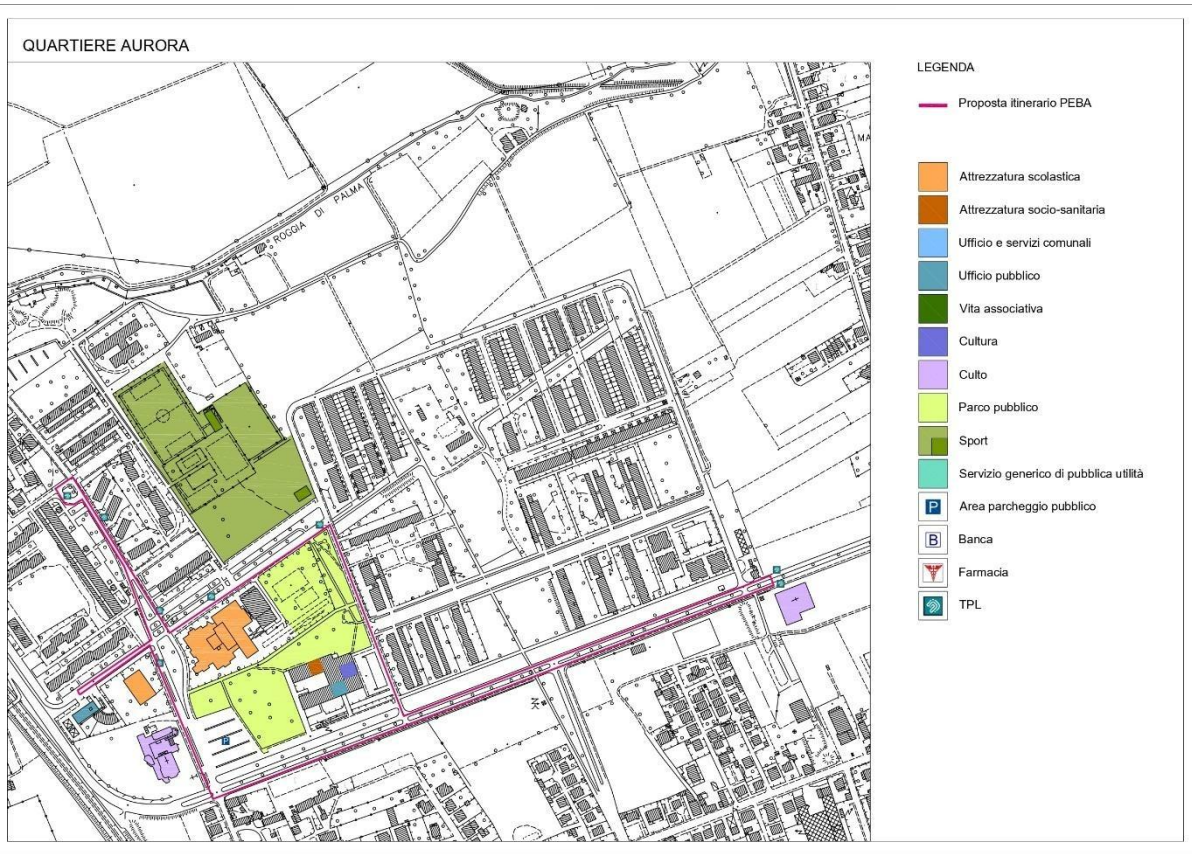 QUARTIERE AURORA
LEGENDA
Proposta itinerario PEBA
Attrezzatura scolastica
Attrezzatura socio-sanitaria
Ufficio e servizi comunali
Ufficio pubblico
Vita associativa
Cultura
Culto
Parco pubblico
Sport
Servizio generico di pubblica utilità
P Area parcheggio pubblico
B Banca
Farmacia
TPL
ROGGIA DI PALMA
MA
P